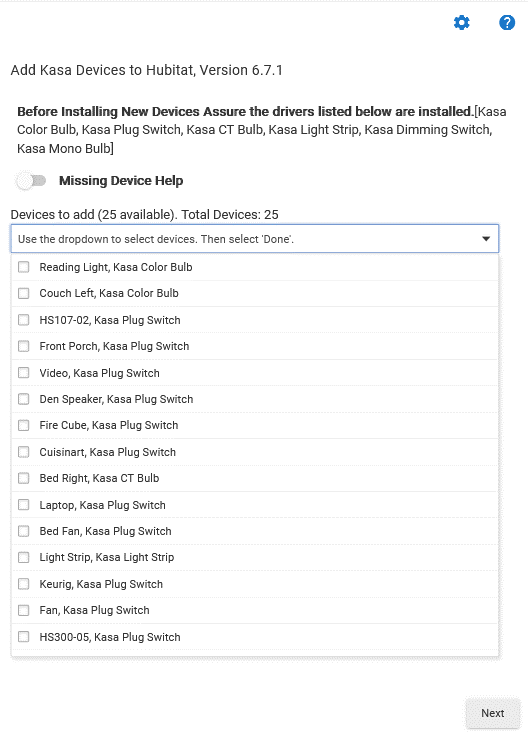 Add Kasa Devices to Hubitat, Version 6.7.1
Before Installing New Devices Assure the drivers listed below are installed.[Kasa
Color Bulb, Kasa Plug Switch, Kasa CT Bulb, Kasa Light Strip, Kasa Dimming Switch,
Kasa Mono Bulb]
Missing Device Help
Devices to add (25 available). Total Devices: 25
Use the dropdown to select devices. Then select 'Done'.
Reading Light, Kasa Color Bulb
Couch Left, Kasa Color Bulb
HS107-02, Kasa Plug Switch
Front Porch, Kasa Plug Switch
Video, Kasa Plug Switch
Den Speaker, Kasa Plug Switch
Fire Cube, Kasa Plug Switch
Cuisinart, Kasa Plug Switch
Bed Right, Kasa CT Bulb
Laptop, Kasa Plug Switch
Bed Fan, Kasa Plug Switch
Light Strip, Kasa Light Strip
Keurig, Kasa Plug Switch
Fan, Kasa Plug Switch
HS300-05, Kasa Plug Switch
Next